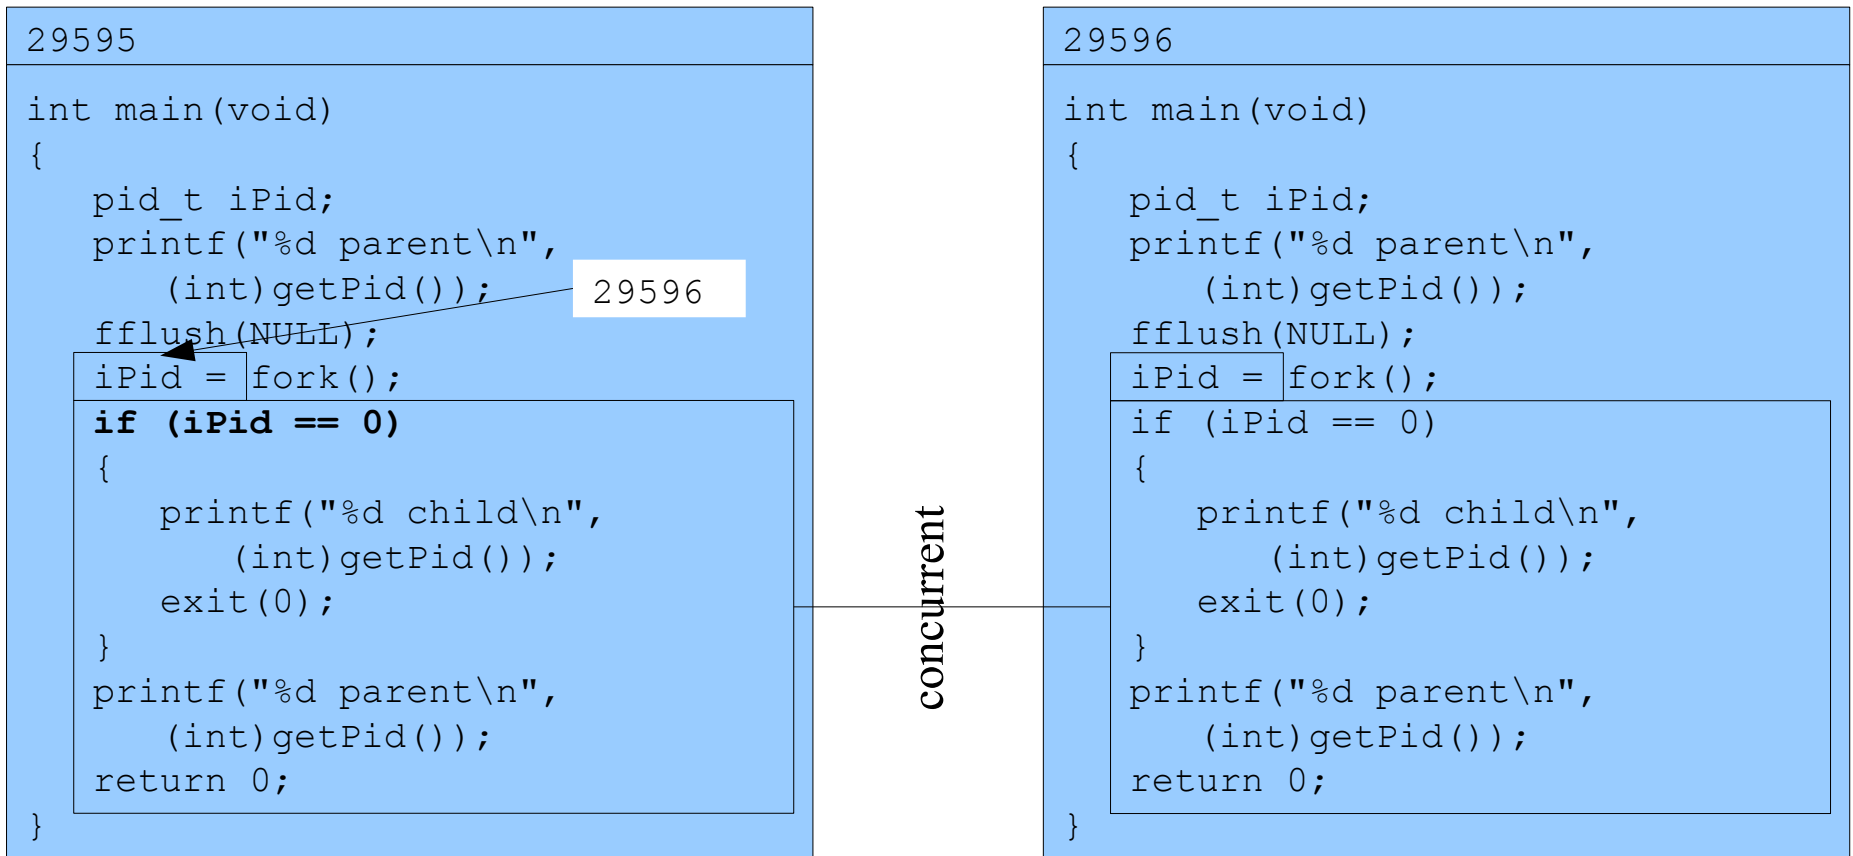 29595
int main(void)
{
pid_t iPid;
printf("%d parent\n",
(int)getPid());
29596
fflush(NULL);
iPid = fork();
if (iPid == 0)
{
printf("%d child\n",
(int)getPid());
exit(0);
}
printf("%d parent\n",
(int)getPid());
return 0;
}
concurrent
29596
int main(void)
{
pid_t iPid;
printf("%d parent\n",
(int)getPid());
fflush(NULL);
iPid = fork();
if (iPid == 0)
{
printf("%d child\n",
(int)getPid());
exit(0);
}
printf("%d parent\n",
(int)getPid());
return 0;
}